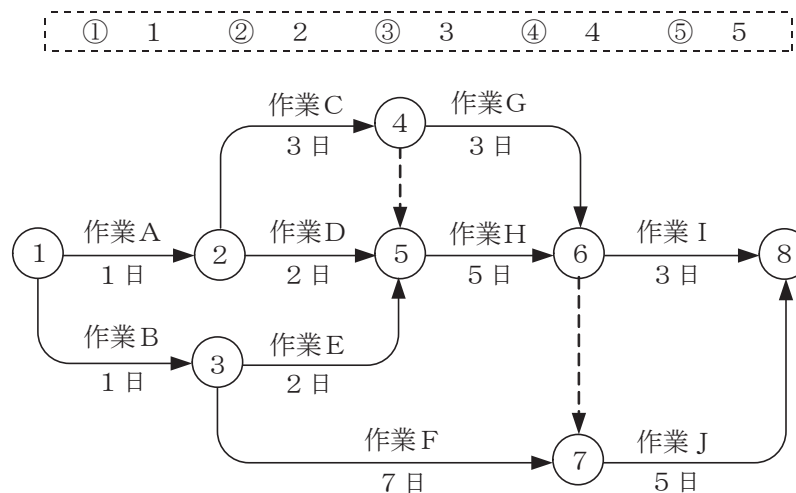 ① 1 ② 2 ③ 3 ④ 4 ⑤ 5
作業C 作業G
4
3日 3日
作業A 作業D 作業H 作業I
1 2 5 6 8
1日 2日 5日 3日
作業B 作業E
3
1日 2日
作業F 作業J
7
7日 5日